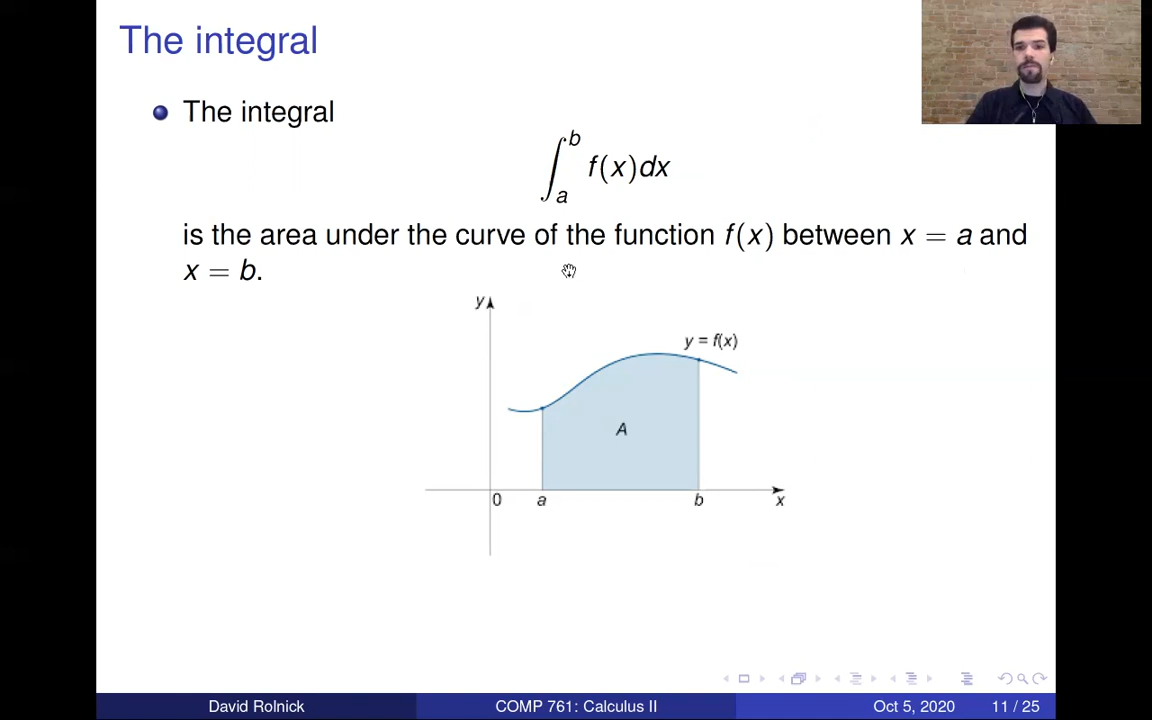 The integral
The integral
∫_a^b f(x)dx
is the area under the curve of the function f(x) between x = a and
x = b.
y
y = f(x)
A
0 a b x
David Rolnick COMP 761: Calculus II Oct 5, 2020 11 / 25